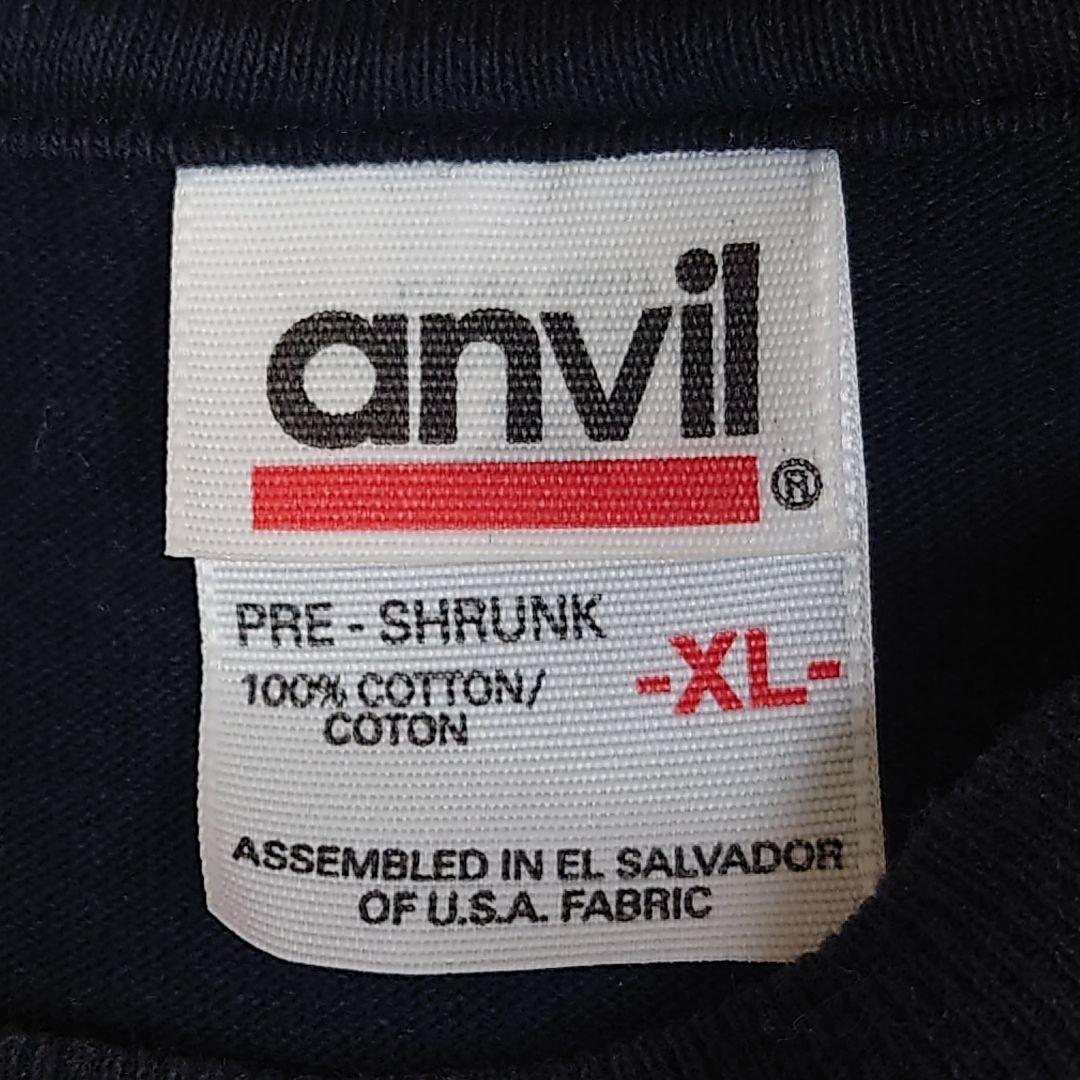 anvil ®
PRE - SHRUNK
-XL-
100% COTTON/
COTON
ASSEMBLED IN EL SALVADOR
OF U.S.A. FABRIC